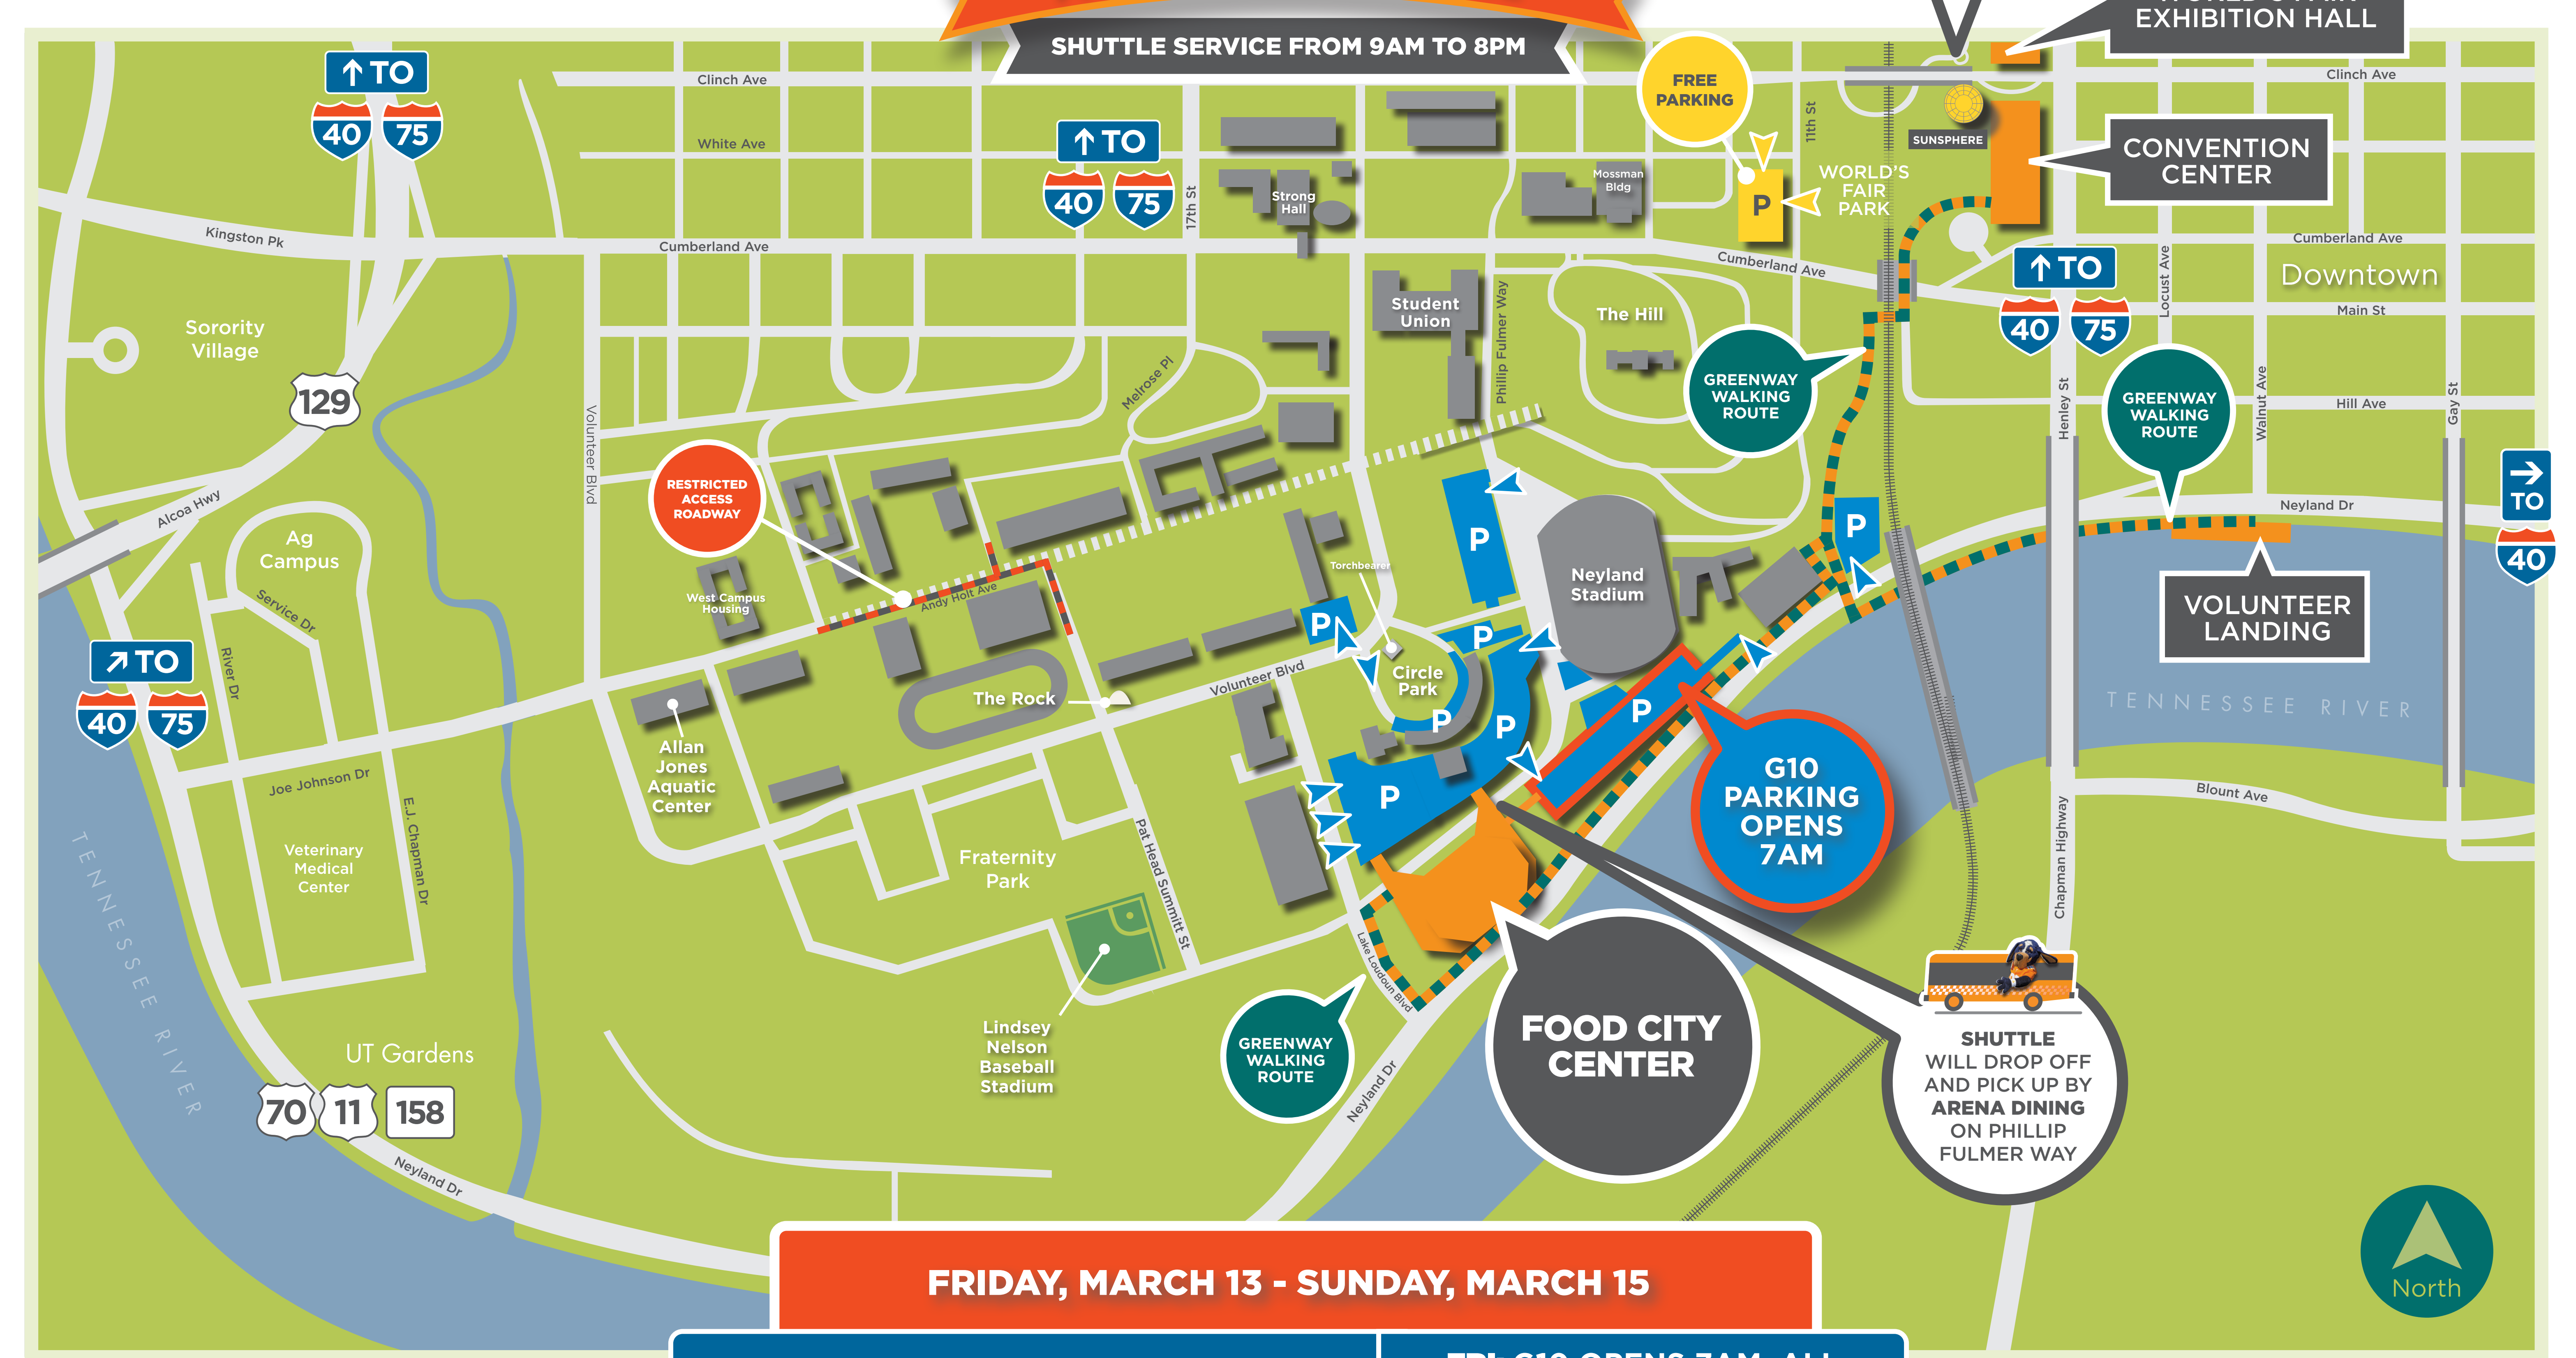 SHUTTLE SERVICE FROM 9AM TO 8PM
EXHIBITION HALL
↑ TO
40
75
Clinch Ave
White Ave
↑ TO
40
75
17th St
Strong
Hall
FREE
PARKING
P
11th St
WORLD'S
FAIR
PARK
Mossman
Bldg
SUNSPHERE
Clinch Ave
CONVENTION
CENTER
Kingston Pk
Cumberland Ave
Cumberland Ave
Cumberland Ave
Downtown
↑ TO
40
75
Locust Ave
Main St
Sorority
Village
129
Student
Union
Phillip Fulmer Way
The Hill
GREENWAY
WALKING
ROUTE
Melrose Pl
Volunteer Blvd
Henley St
GREENWAY
WALKING
ROUTE
Walnut Ave
Hill Ave
Gay St
→
TO
40
Neyland Dr
Alcoa Hwy
RESTRICTED
ACCESS
ROADWAY
Ag
Campus
Service Dr
West Campus
Housing
Andy Holt Ave
Torchbearer
P
P
P
P
Neyland
Stadium
VOLUNTEER
LANDING
TENNESSEE RIVER
↗ TO
40
75
River Dr
The Rock
Volunteer Blvd
Circle
Park
P
P
P
P
G10
PARKING
OPENS
7AM
Allan
Jones
Aquatic
Center
Joe Johnson Dr
E.J. Chapman Dr
Veterinary
Medical
Center
TENNESSEE RIVER
Fraternity
Park
Pat Head Summitt St
Lake Loudoun Blvd
Blount Ave
Chapman Highway
Lindsey
Nelson
Baseball
Stadium
GREENWAY
WALKING
ROUTE
FOOD CITY
CENTER
Neyland Dr
SHUTTLE
WILL DROP OFF
AND PICK UP BY
ARENA DINING
ON PHILLIP
FULMER WAY
UT Gardens
70
11
158
Neyland Dr
North
FRIDAY, MARCH 13 - SUNDAY, MARCH 15